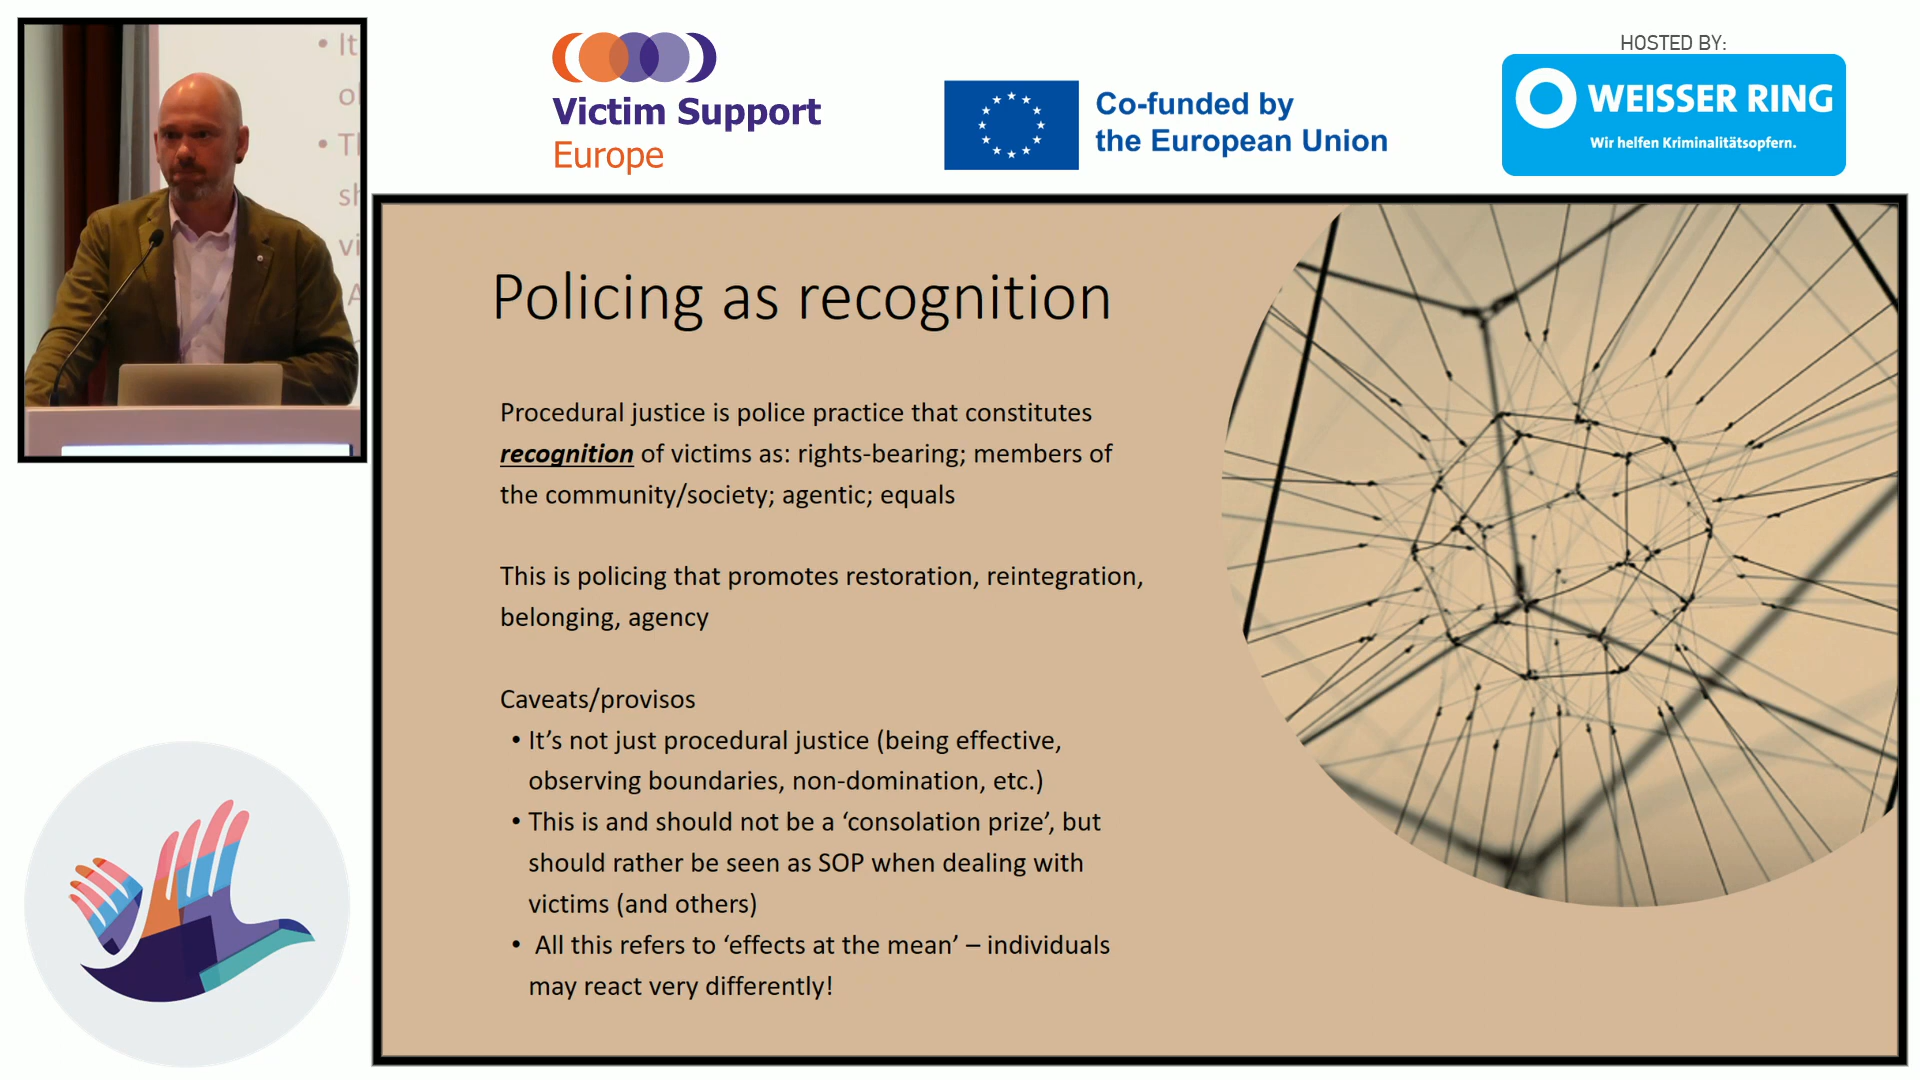 It
ol
Th
sh
vi
A
Victim Support
Europe
Co-funded by
the European Union
HOSTED BY:
WEISSER RING
Wir helfen Kriminalitätsopfern.
Policing as recognition
Procedural justice is police practice that constitutes
recognition of victims as: rights-bearing; members of
the community/society; agentic; equals
This is policing that promotes restoration, reintegration,
belonging, agency
Caveats/provisos
• It’s not just procedural justice (being effective,
observing boundaries, non-domination, etc.)
• This is and should not be a ‘consolation prize’, but
should rather be seen as SOP when dealing with
victims (and others)
• All this refers to ‘effects at the mean’ – individuals
may react very differently!